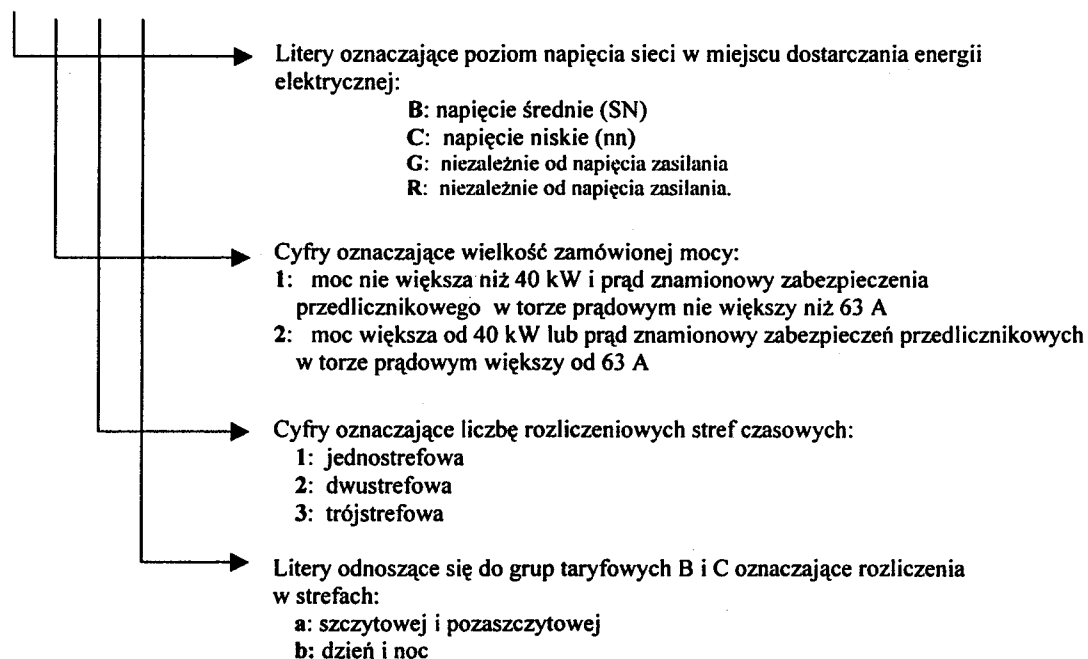 Litery oznaczające poziom napięcia sieci w miejscu dostarczania energii
elektrycznej:
B: napięcie średnie (SN)
C: napięcie niskie (nn)
G: niezależnie od napięcia zasilania
R: niezależnie od napięcia zasilania.
Cyfry oznaczające wielkość zamówionej mocy:
1: moc nie większa niż 40 kW i prąd znamionowy zabezpieczenia
przedlicznikowego w torze prądowym nie większy niż 63 A
2: moc większa od 40 kW lub prąd znamionowy zabezpieczeń przedlicznikowych
w torze prądowym większy od 63 A
Cyfry oznaczające liczbę rozliczeniowych stref czasowych:
1: jednostrefowa
2: dwustrefowa
3: trójstrefowa
Litery odnoszące się do grup taryfowych B i C oznaczające rozliczenia
w strefach:
a: szczytowej i pozaszczytowej
b: dzień i noc